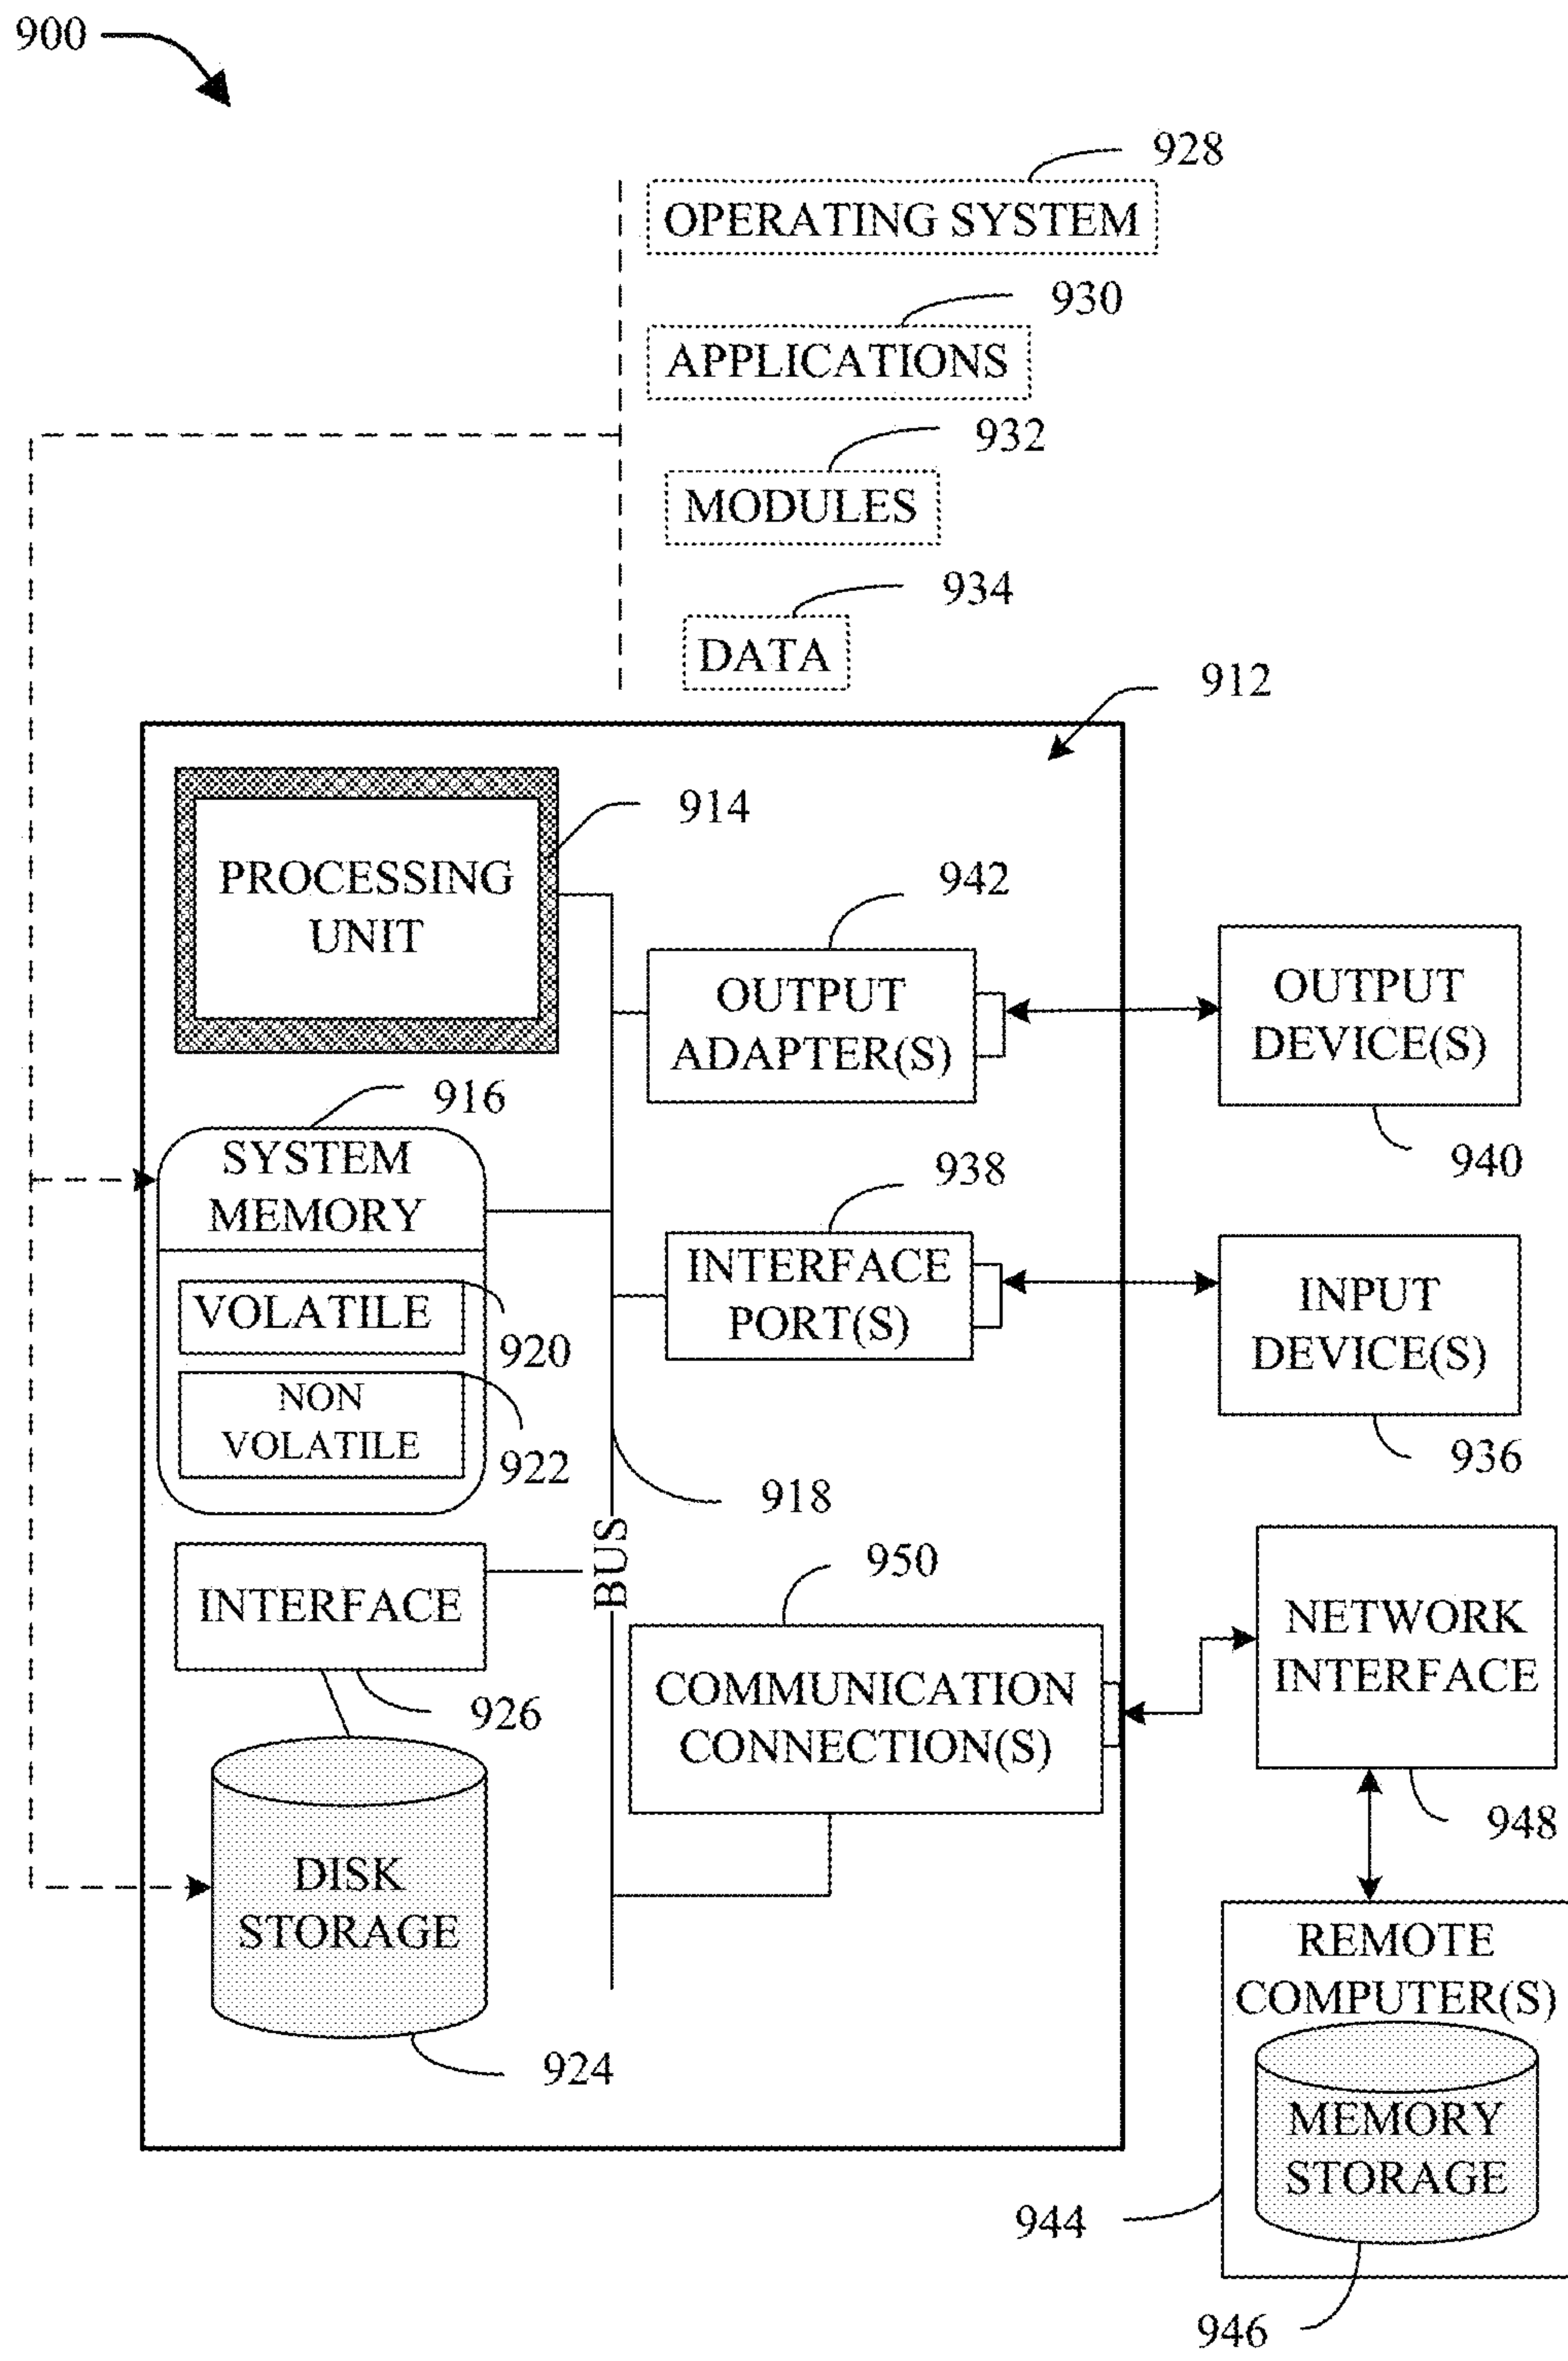 900
928
OPERATING SYSTEM
930
APPLICATIONS
932
MODULES
934
DATA
912
914
PROCESSING
UNIT
942
OUTPUT
ADAPTER(S)
OUTPUT
DEVICE(S)
940
916
SYSTEM
MEMORY
938
INTERFACE
PORT(S)
INPUT
DEVICE(S)
936
VOLATILE
920
NON
VOLATILE
922
918
BUS
950
INTERFACE
926
COMMUNICATION
CONNECTION(S)
NETWORK
INTERFACE
948
DISK
STORAGE
924
REMOTE
COMPUTER(S)
MEMORY
STORAGE
944
946